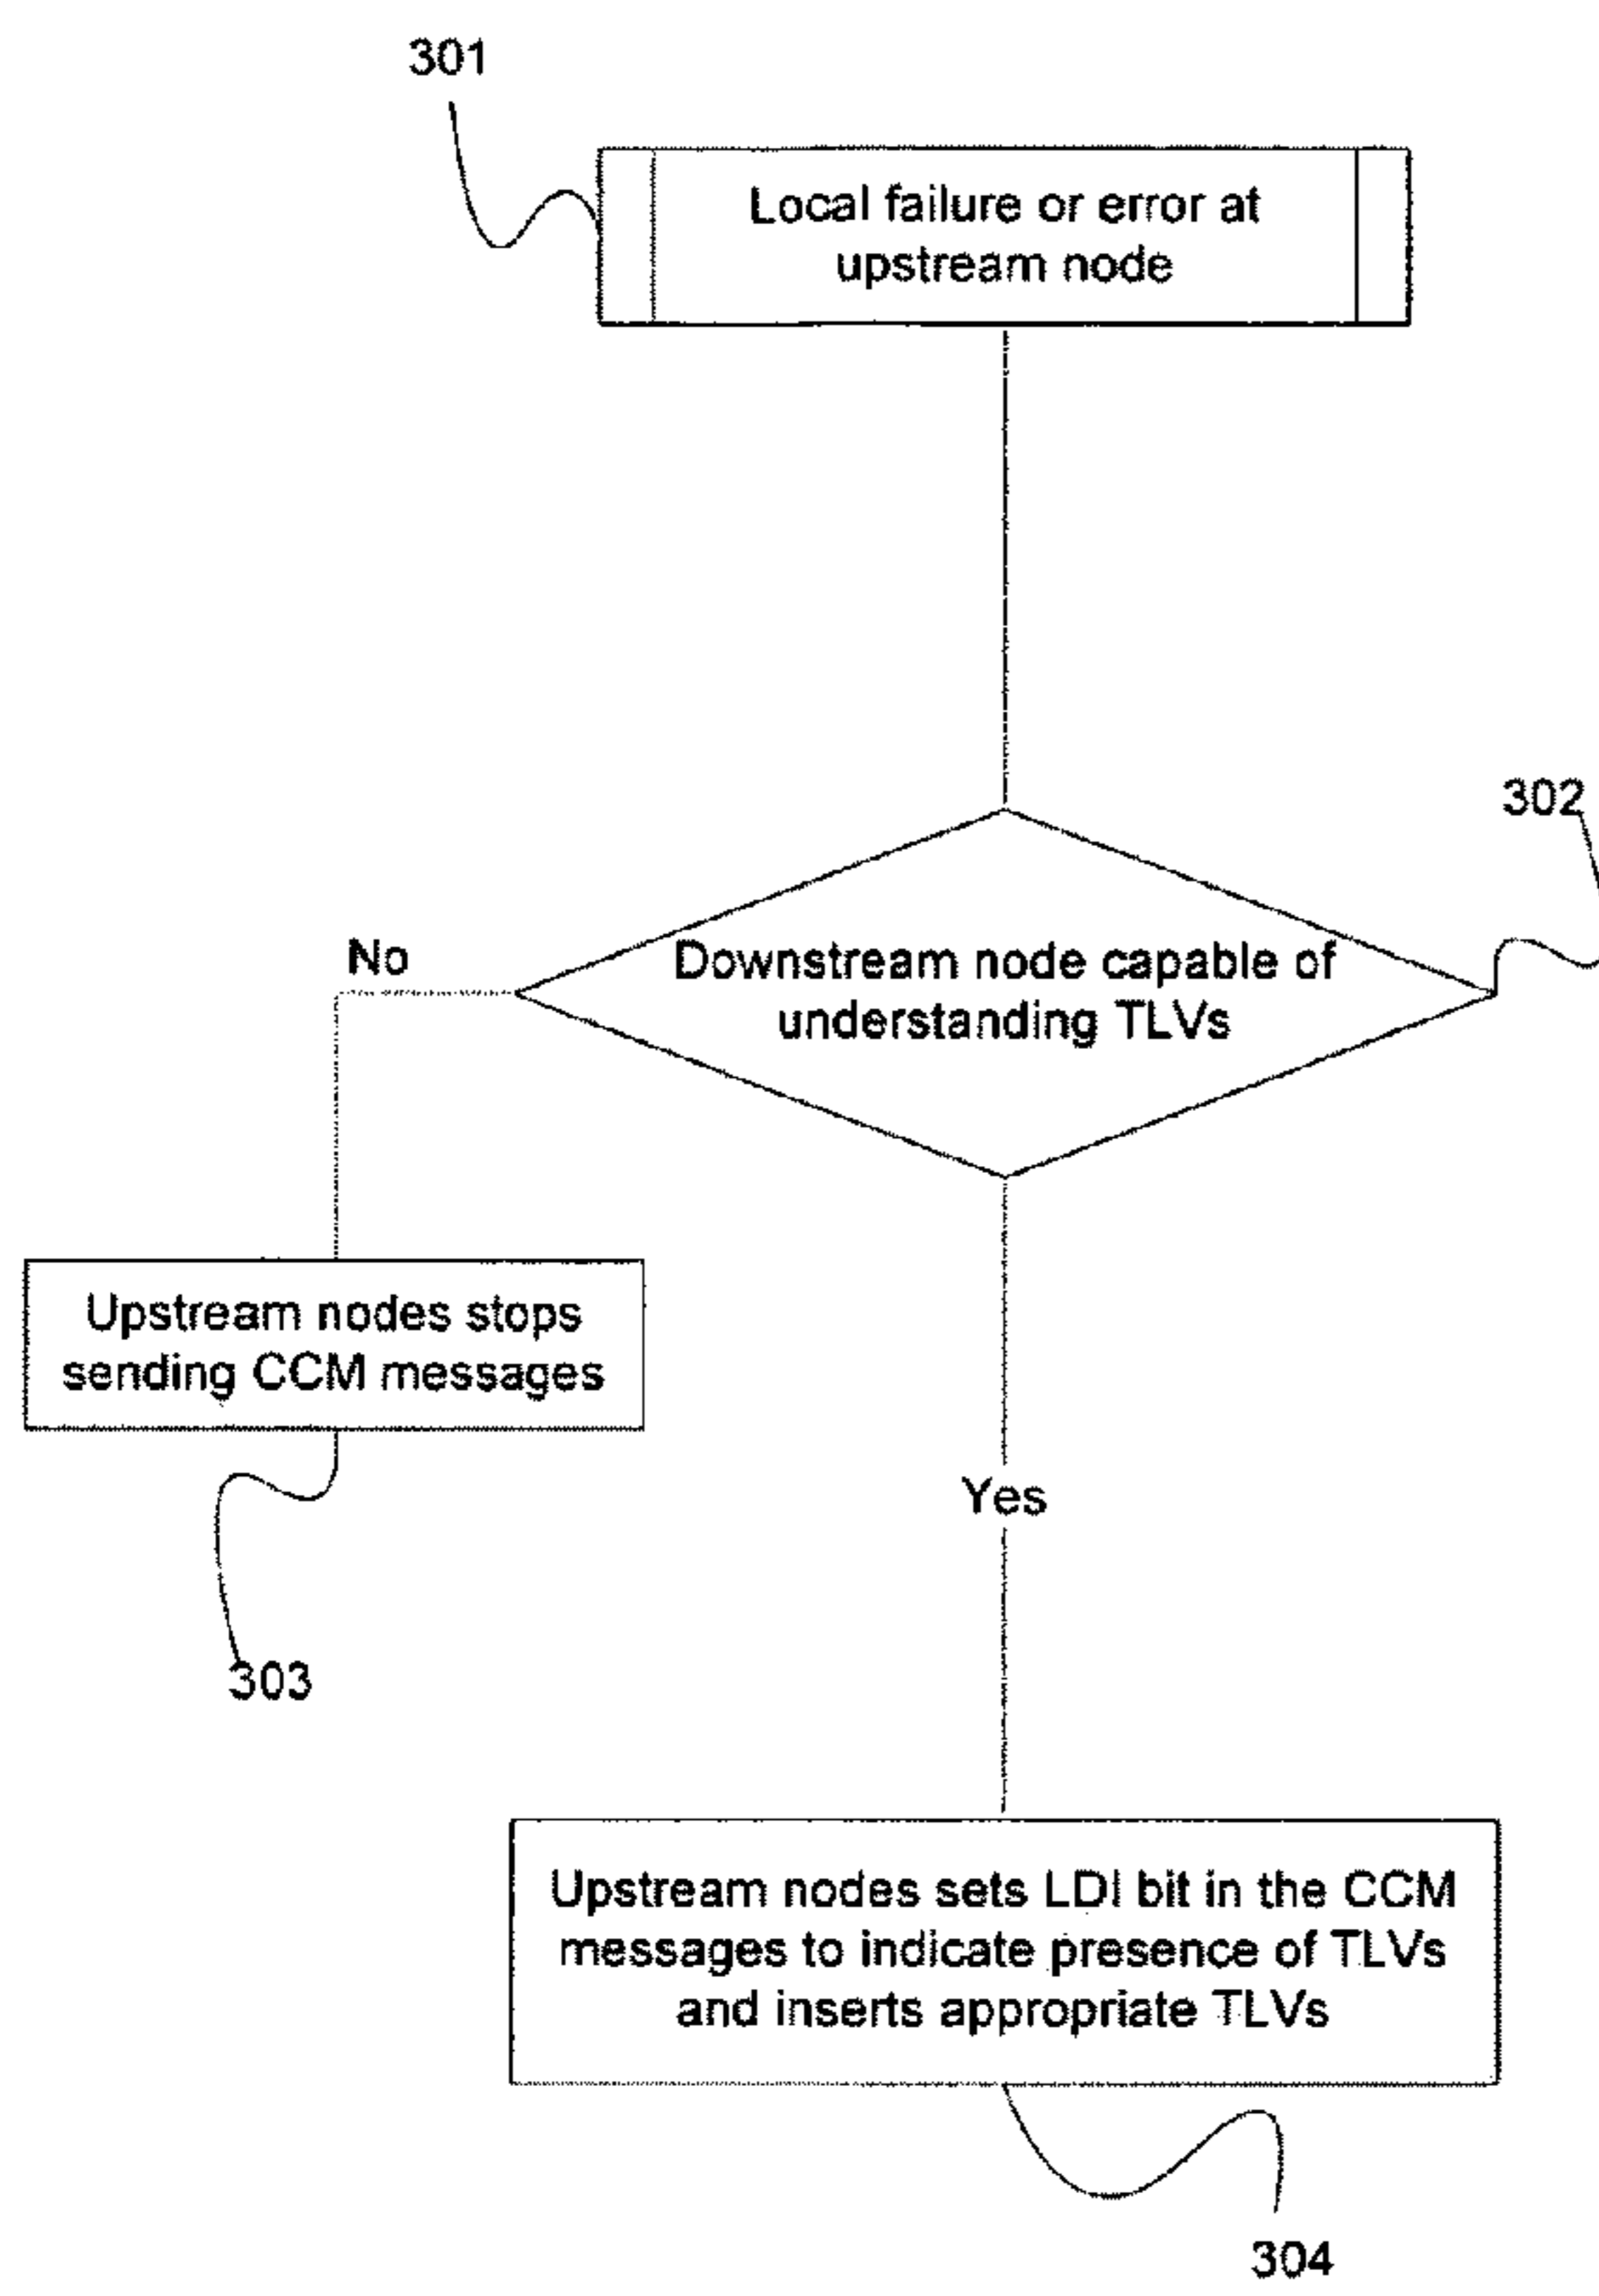 301
Local failure or error at
upstream node
302
No
Downstream node capable of
understanding TLVs
Upstream nodes stops
sending CCM messages
Yes
303
Upstream nodes sets LDI bit in the CCM
messages to indicate presence of TLVs
and inserts appropriate TLVs
304